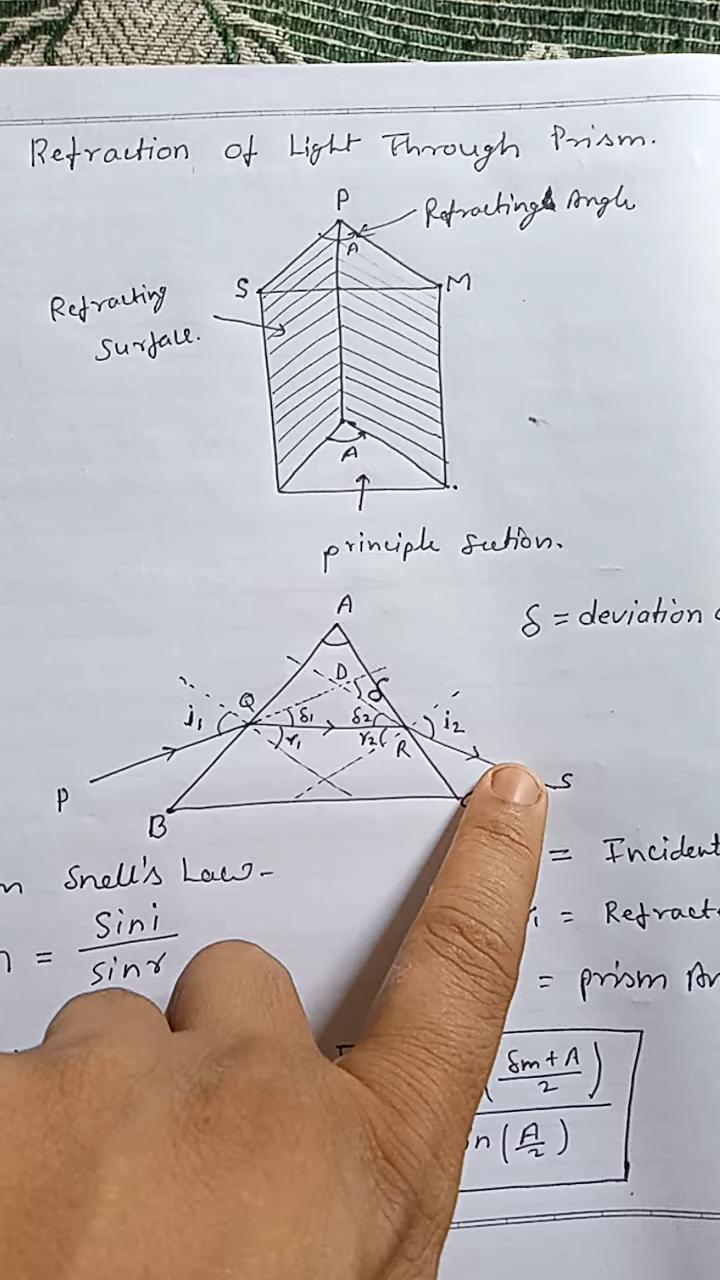 Refraction of Light Through Prism.
P
Refracting Angle
A
S
M
Refracting
Surface.
A
principle Section.
A
δ = deviation
D
δ
Q
i₁
δ₁
δ₂
i₂
r₁
r₂
R
P
S
B
Snell's Law-
= Incident
= Sini / sinr
= Refract
= prism
(δm + A / 2)
(A / 2)